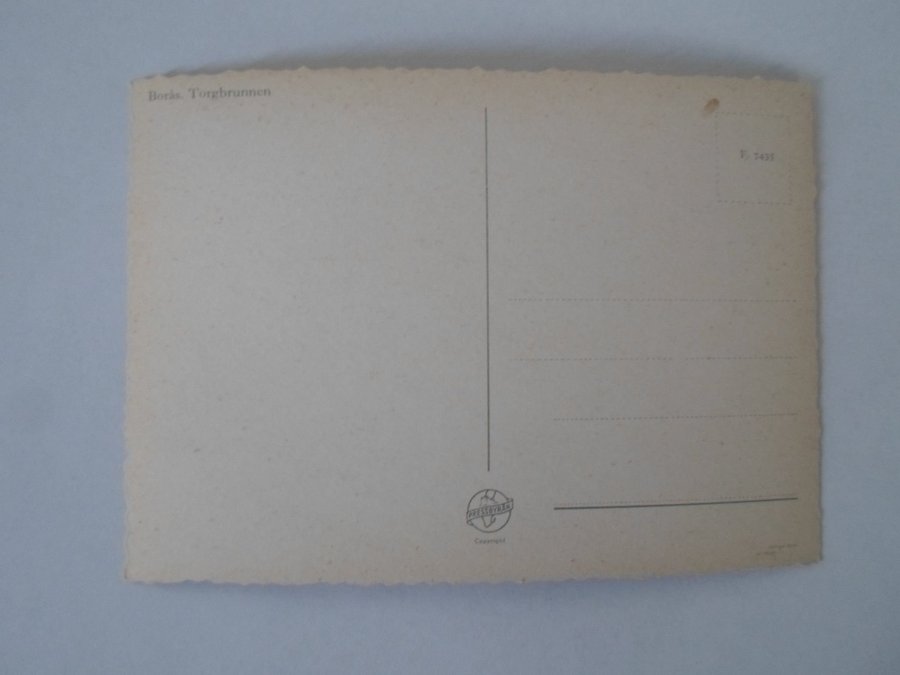 Borås. Torgbrunnen
F. 7435
PRESSBYRÅN
Copyright